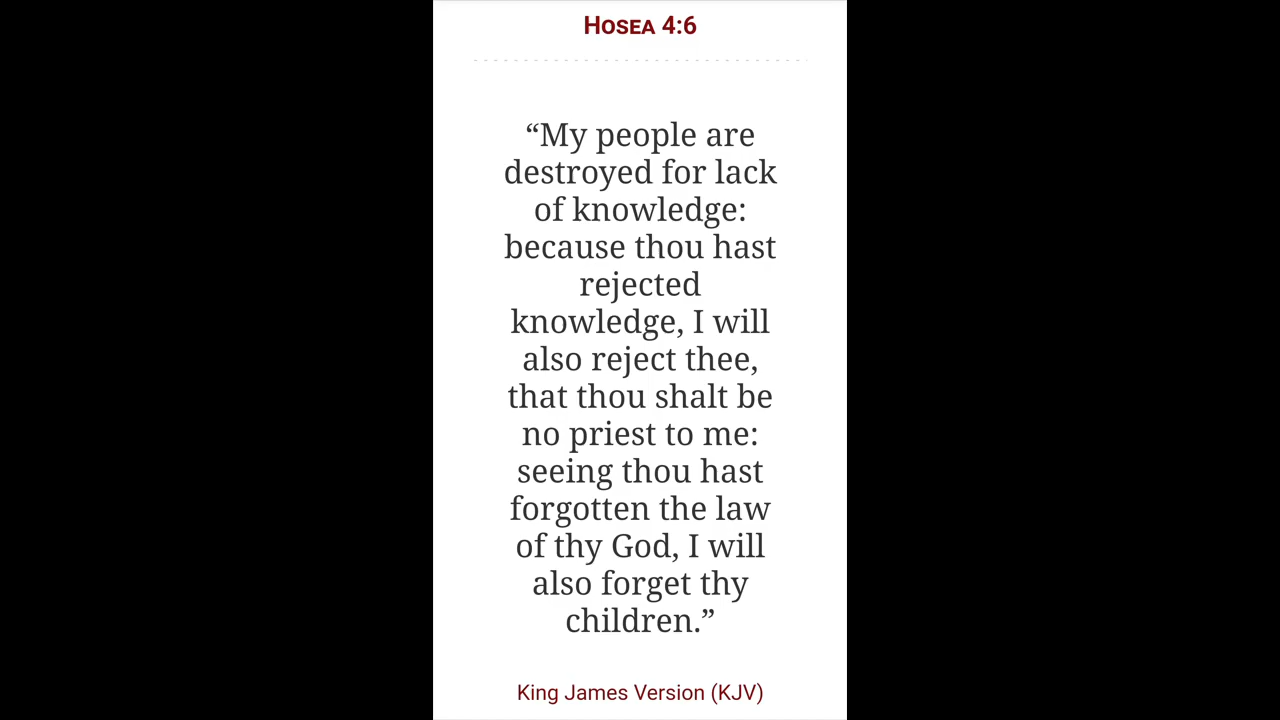 Hosea 4:6
“My people are
destroyed for lack
of knowledge:
because thou hast
rejected
knowledge, I will
also reject thee,
that thou shalt be
no priest to me:
seeing thou hast
forgotten the law
of thy God, I will
also forget thy
children.”
King James Version (KJV)